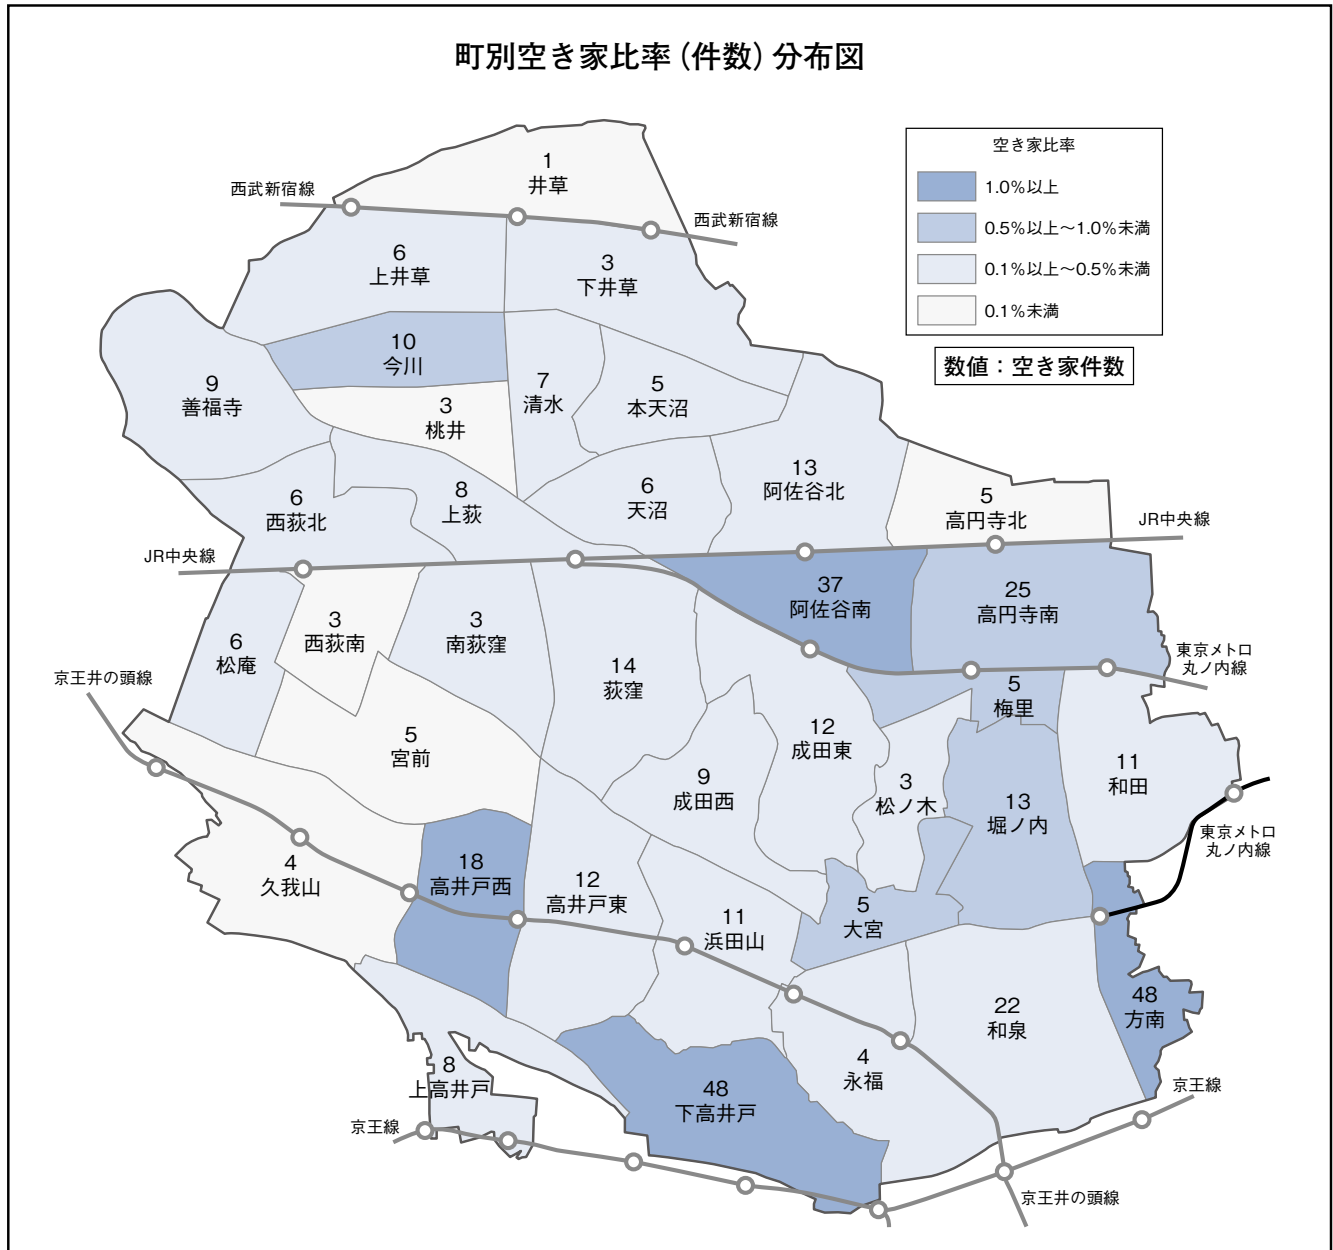 町別空き家比率（件数）分布図
空き家比率
1.0%以上
0.5%以上～1.0%未満
0.1%以上～0.5%未満
0.1%未満
数値：空き家件数
1
井草
西武新宿線
西武新宿線
6
上井草
3
下井草
10
今川
9
善福寺
7
清水
5
本天沼
3
桃井
13
阿佐谷北
6
西荻北
8
上荻
6
天沼
5
高円寺北
JR中央線
JR中央線
37
阿佐谷南
25
高円寺南
6
松庵
3
西荻南
3
南荻窪
14
荻窪
東京メトロ
丸ノ内線
京王井の頭線
5
梅里
5
宮前
12
成田東
9
成田西
3
松ノ木
13
堀ノ内
11
和田
東京メトロ
丸ノ内線
4
久我山
18
高井戸西
12
高井戸東
11
浜田山
5
大宮
48
方南
22
和泉
4
永福
8
上高井戸
48
下高井戸
京王線
京王線
京王井の頭線